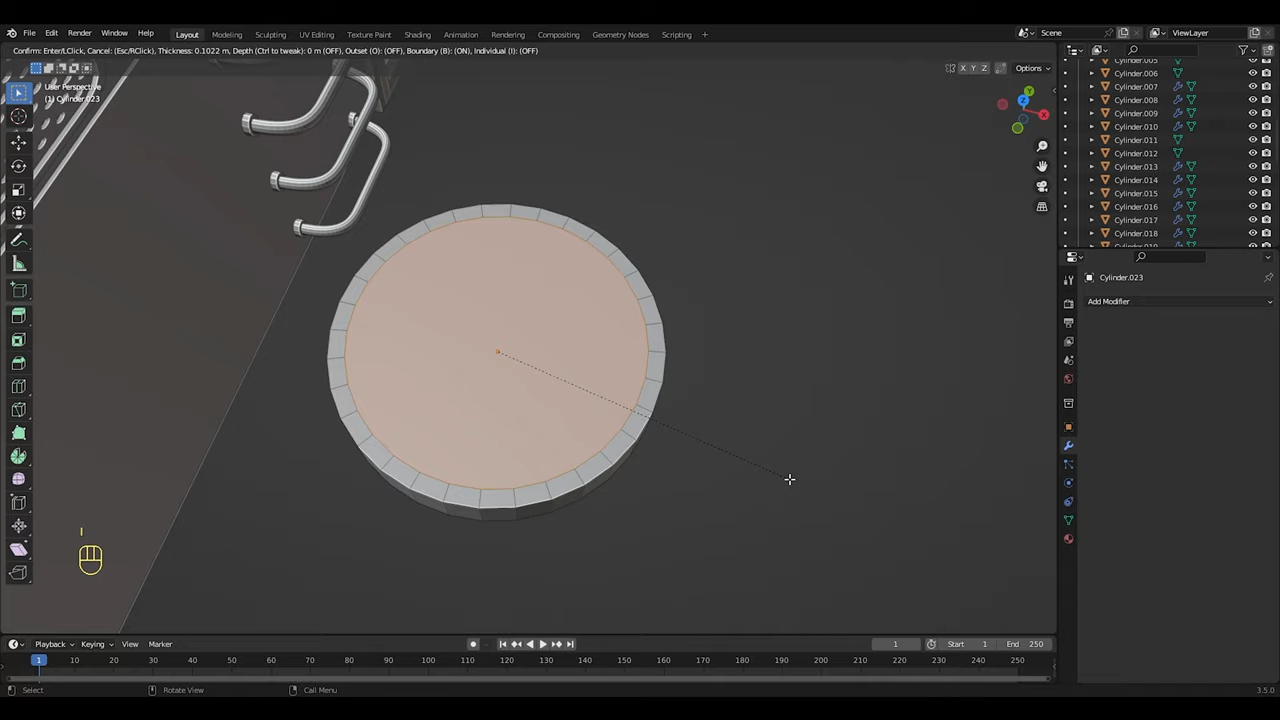 File Edit Render Window Help Layout Modeling Sculpting UV Editing Texture Paint Shading Animation Rendering Compositing Geometry Nodes Scripting + Scene ViewLayer
Confirm: Enter/LClick, Cancel: (Esc/RClick), Thickness: 0.1022 m, Depth (Ctrl to tweak): 0 m (OFF), Outset (O): (OFF), Boundary (B): (ON), Individual (I): (OFF)
X Y Z Options
User Perspective
(1) Cylinder.023
Cylinder.005
Cylinder.006
Cylinder.007
Cylinder.008
Cylinder.009
Cylinder.010
Cylinder.011
Cylinder.012
Cylinder.013
Cylinder.014
Cylinder.015
Cylinder.016
Cylinder.017
Cylinder.018
Cylinder.023
Add Modifier
Y
Z
X
I
Playback Keying View Marker 1 Start 1 End 250
1 10 20 30 40 50 60 70 80 90 100 110 120 130 140 150 160 170 180 190 200 210 220 230 240 250
Select Rotate View Call Menu 3.5.0